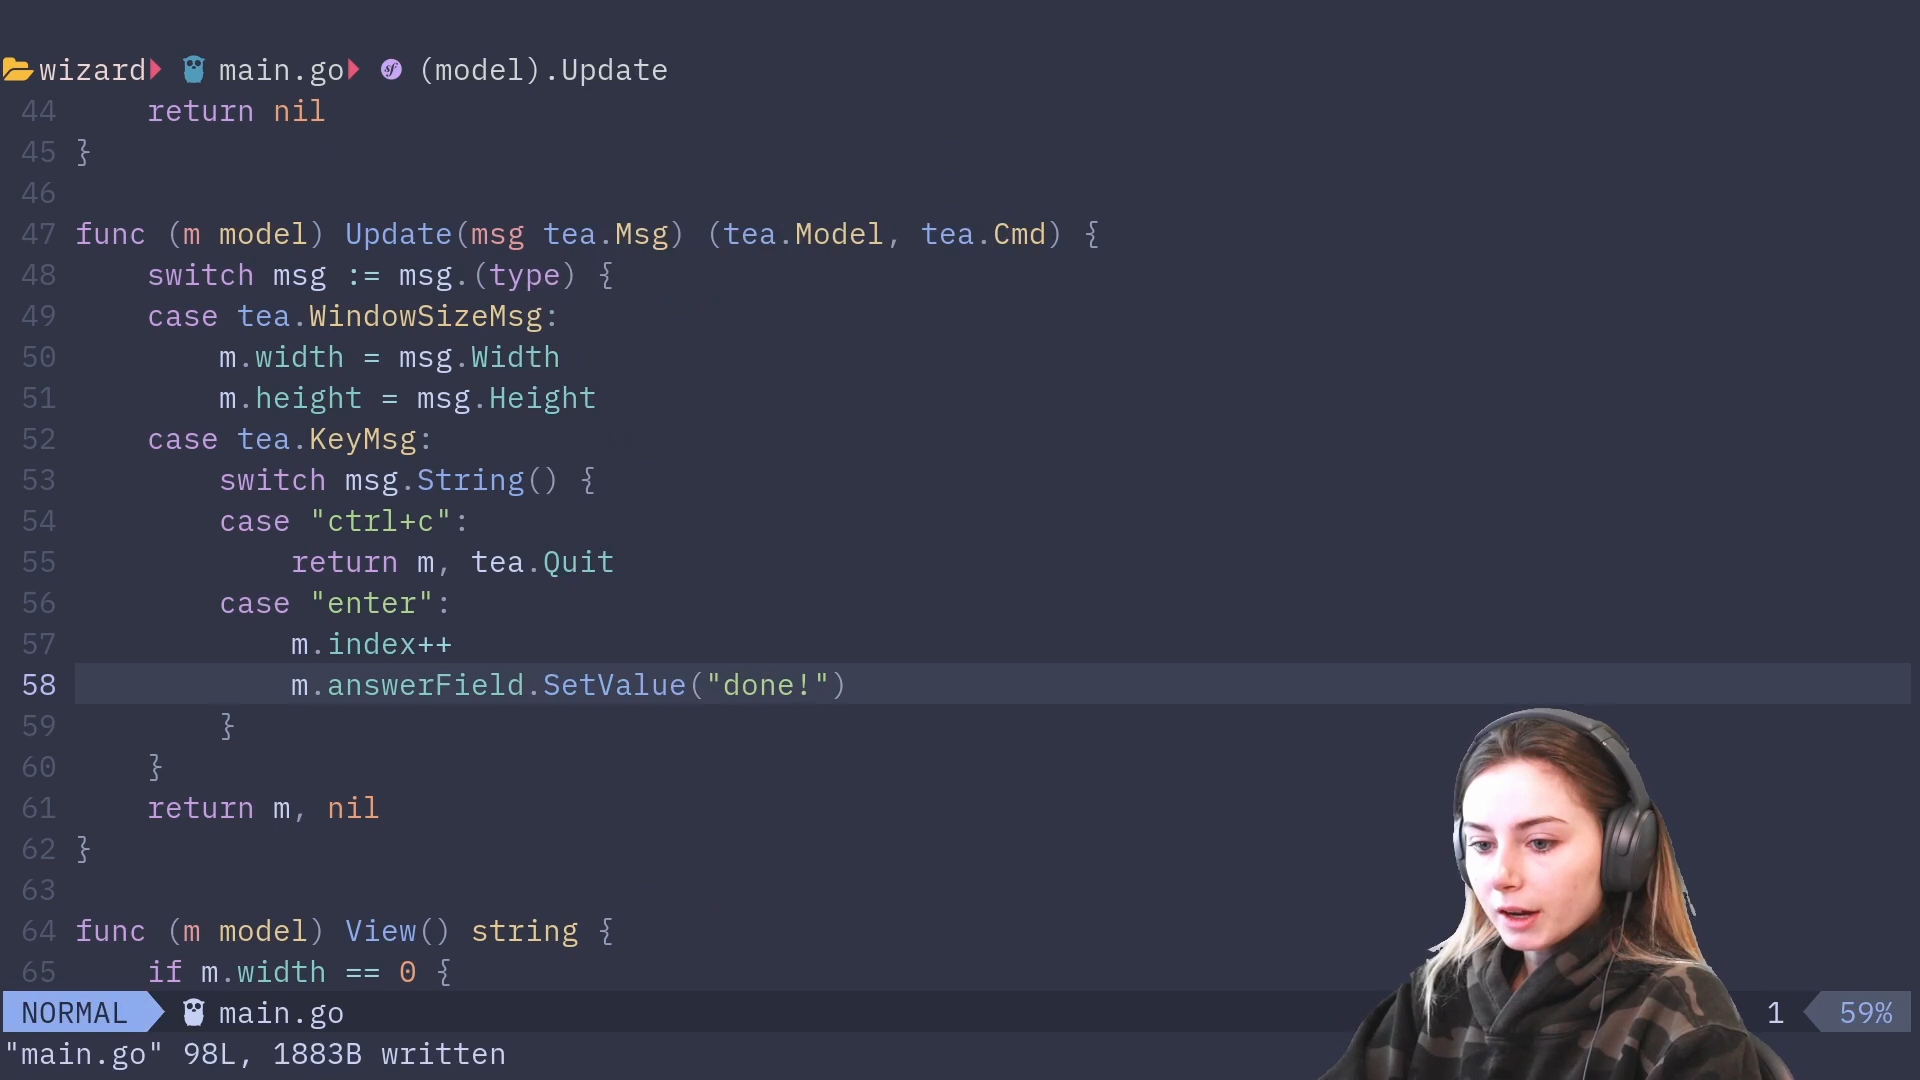 wizard main.go (model).Update
44 return nil
45 }
46
47 func (m model) Update(msg tea.Msg) (tea.Model, tea.Cmd) {
48 switch msg := msg.(type) {
49 case tea.WindowSizeMsg:
50 m.width = msg.Width
51 m.height = msg.Height
52 case tea.KeyMsg:
53 switch msg.String() {
54 case "ctrl+c":
55 return m, tea.Quit
56 case "enter":
57 m.index++
58 m.answerField.SetValue("done!")
59 }
60 }
61 return m, nil
62 }
63
64 func (m model) View() string {
65 if m.width == 0 {
NORMAL main.go 1 59%
"main.go" 98L, 1883B written